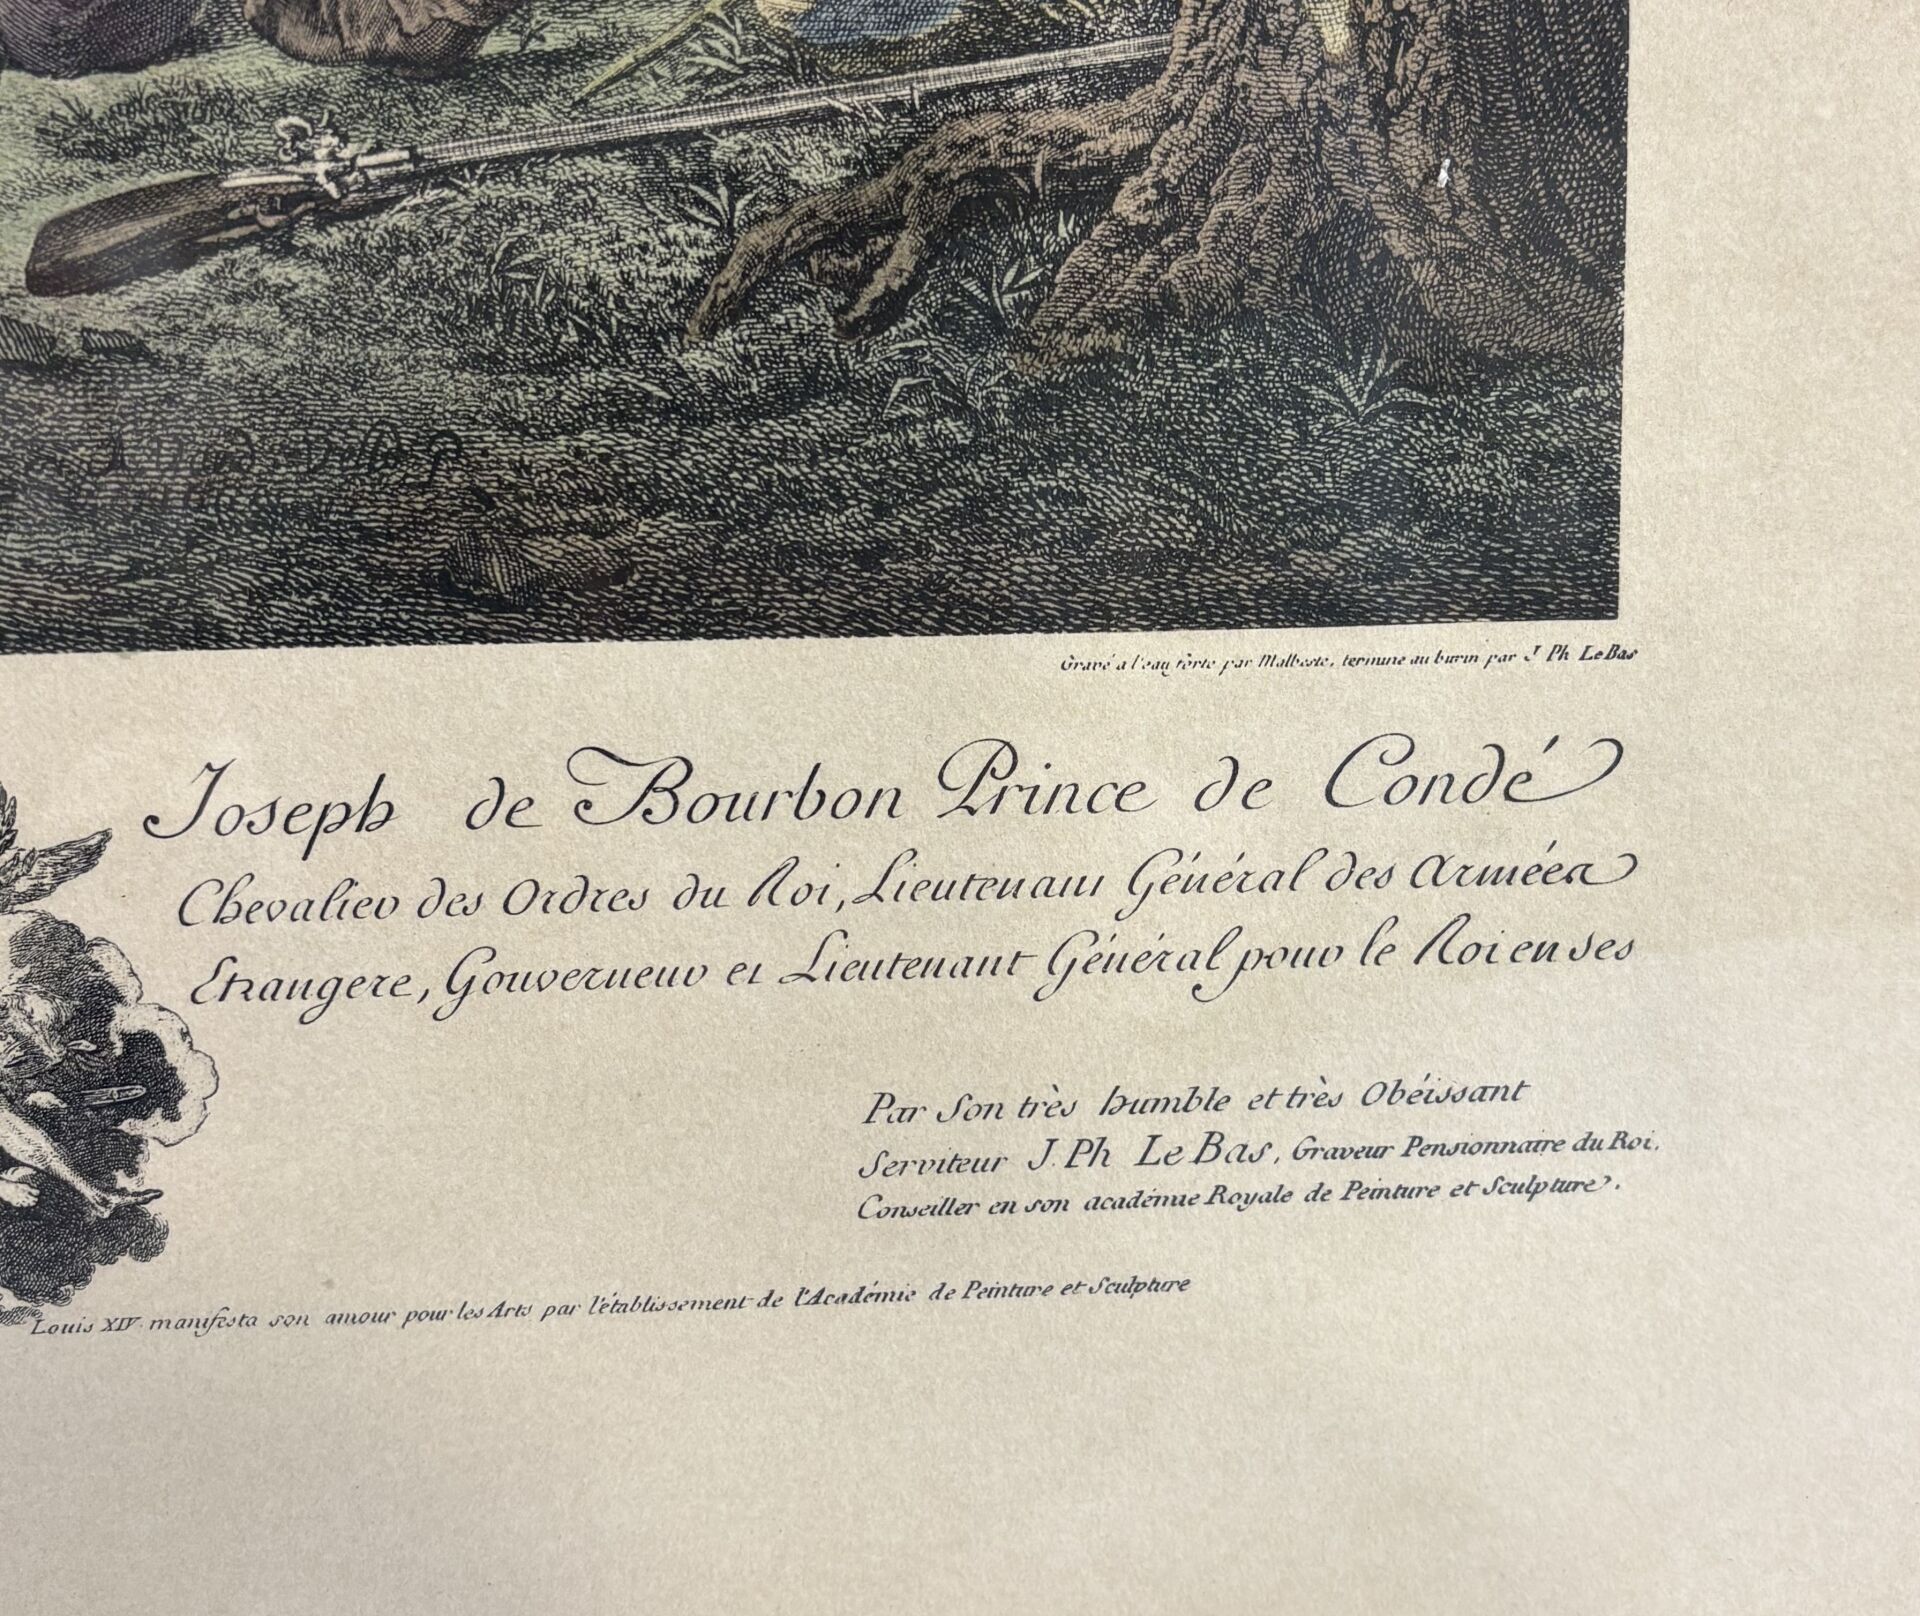 Gravé a l'eau forte par Malbeste, termine au burin par J Ph Le Bas
Joseph de Bourbon Prince de Condé
Chevalier des Ordres du Roi, Lieutenant Général des Armées
Etrangere, Gouverneur et Lieutenant Général pour le Roi en ses
Par Son très humble et très Obéissant
Serviteur J. Ph Le Bas, Graveur Pensionnaire du Roi,
Conseiller en son académie Royale de Peinture et Sculpture.
Louis XIV. manifesta son amour pour les Arts par l'établissement de l'Académie de Peinture et Sculpture